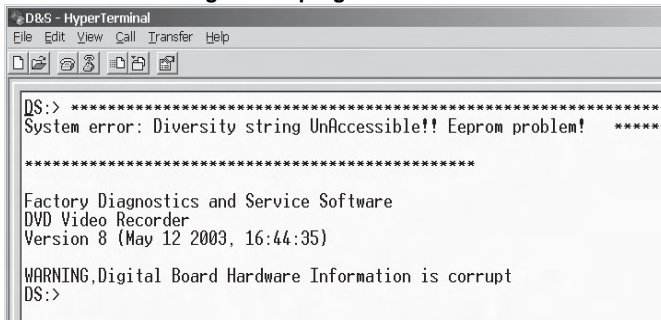 D&S - HyperTerminal
File Edit View Call Transfer Help
DS:> ****************************************************************
System error: Diversity string UnAccessible!! Eeprom problem!   *****
*************************************************
Factory Diagnostics and Service Software
DVD Video Recorder
Version 8 (May 12 2003, 16:44:35)
WARNING,Digital Board Hardware Information is corrupt
DS:>